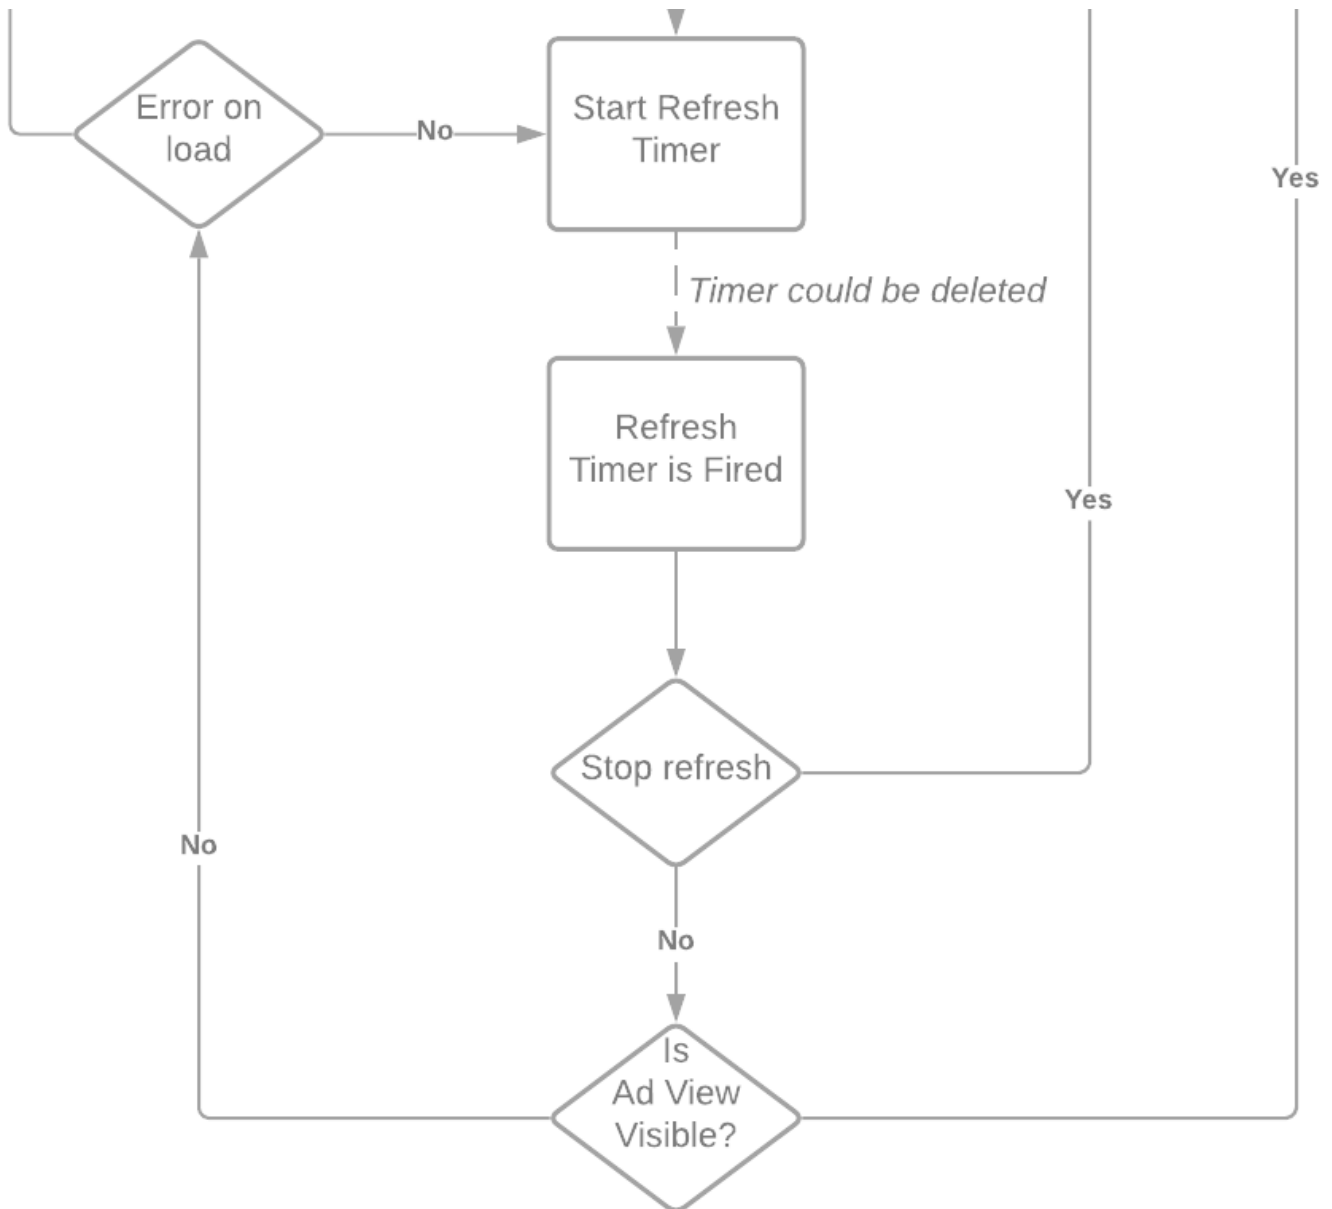 Error on
load
No
Start Refresh
Timer
Yes
Timer could be deleted
Refresh
Timer is Fired
Yes
Stop refresh
No
No
Is
Ad View
Visible?